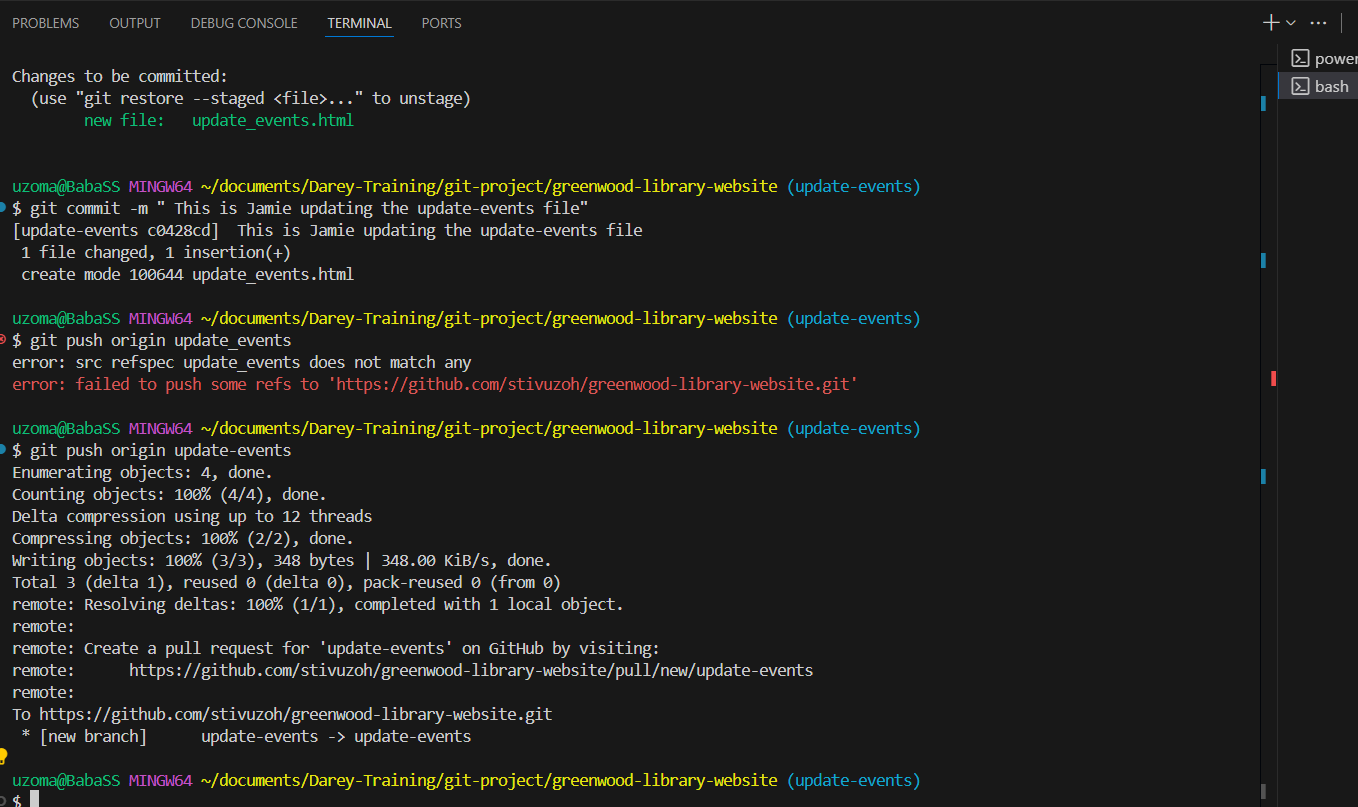 PROBLEMS OUTPUT DEBUG CONSOLE TERMINAL PORTS
Changes to be committed:
(use "git restore --staged <file>..." to unstage)
new file: update_events.html
uzoma@BabaSS MINGW64 ~/documents/Darey-Training/git-project/greenwood-library-website (update-events)
$ git commit -m " This is Jamie updating the update-events file"
[update-events c0428cd]  This is Jamie updating the update-events file
1 file changed, 1 insertion(+)
create mode 100644 update_events.html
uzoma@BabaSS MINGW64 ~/documents/Darey-Training/git-project/greenwood-library-website (update-events)
$ git push origin update_events
error: src refspec update_events does not match any
error: failed to push some refs to 'https://github.com/stivuzoh/greenwood-library-website.git'
uzoma@BabaSS MINGW64 ~/documents/Darey-Training/git-project/greenwood-library-website (update-events)
$ git push origin update-events
Enumerating objects: 4, done.
Counting objects: 100% (4/4), done.
Delta compression using up to 12 threads
Compressing objects: 100% (2/2), done.
Writing objects: 100% (3/3), 348 bytes | 348.00 KiB/s, done.
Total 3 (delta 1), reused 0 (delta 0), pack-reused 0 (from 0)
remote: Resolving deltas: 100% (1/1), completed with 1 local object.
remote:
remote: Create a pull request for 'update-events' on GitHub by visiting:
remote:      https://github.com/stivuzoh/greenwood-library-website/pull/new/update-events
remote:
To https://github.com/stivuzoh/greenwood-library-website.git
* [new branch]      update-events -> update-events
uzoma@BabaSS MINGW64 ~/documents/Darey-Training/git-project/greenwood-library-website (update-events)
$
power
bash